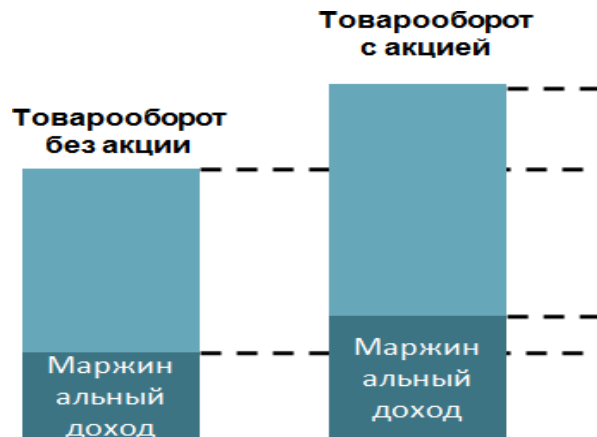 Товарооборот
с акцией
Товарооборот
без акции
Маржин
альный
доход
Маржин
альный
доход